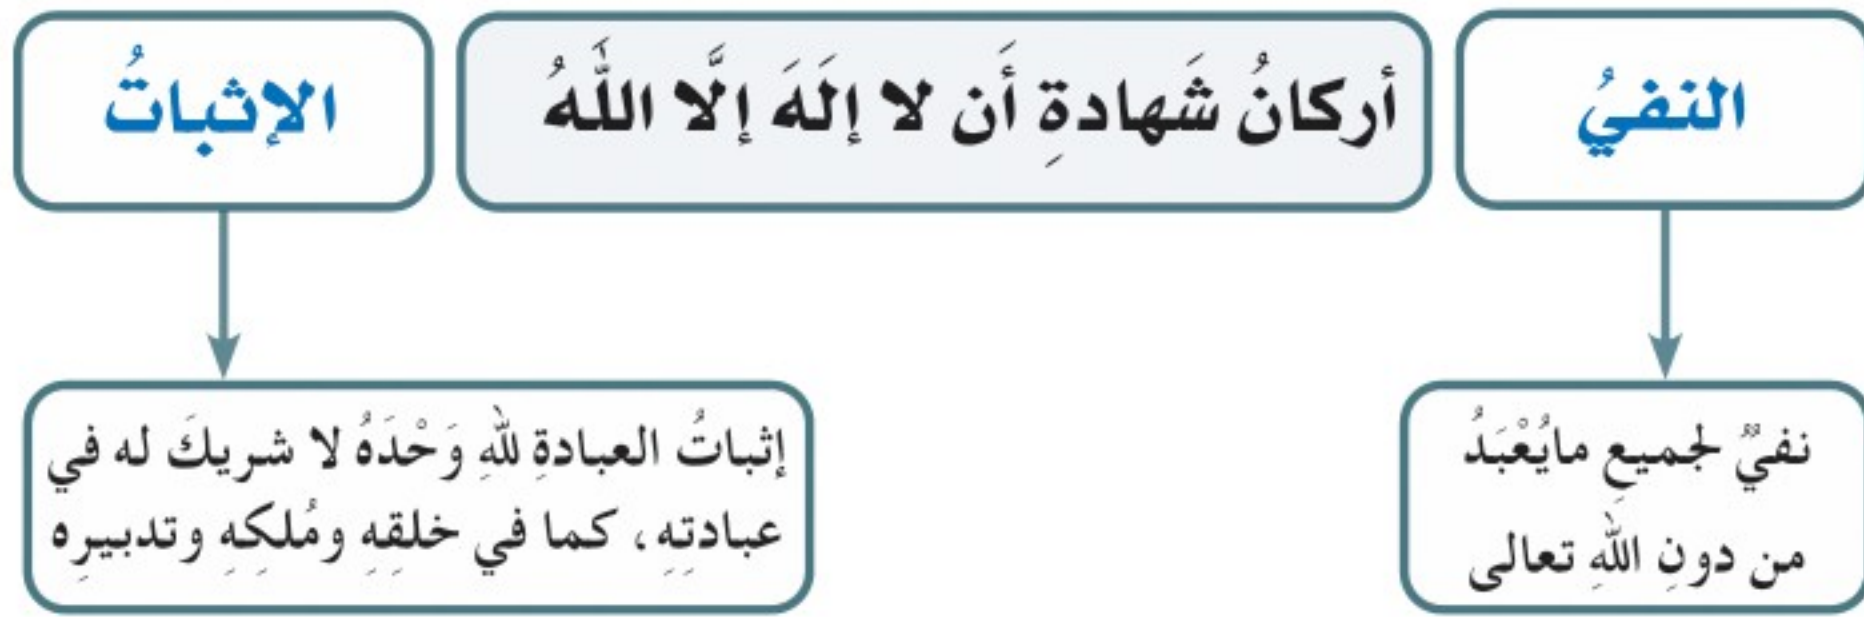 النفيُ
أركانُ شَهادةِ أَن لا إلَهَ إلَّا اللَّهُ
الإثباتُ
نفيٌ لجميعِ مايُعْبَدُ
من دونِ اللهِ تعالى
إثباتُ العبادةِ للهِ وَحْدَهُ لا شريكَ له في
عبادتِهِ، كما في خلقِهِ ومُلكِهِ وتدبيرِه